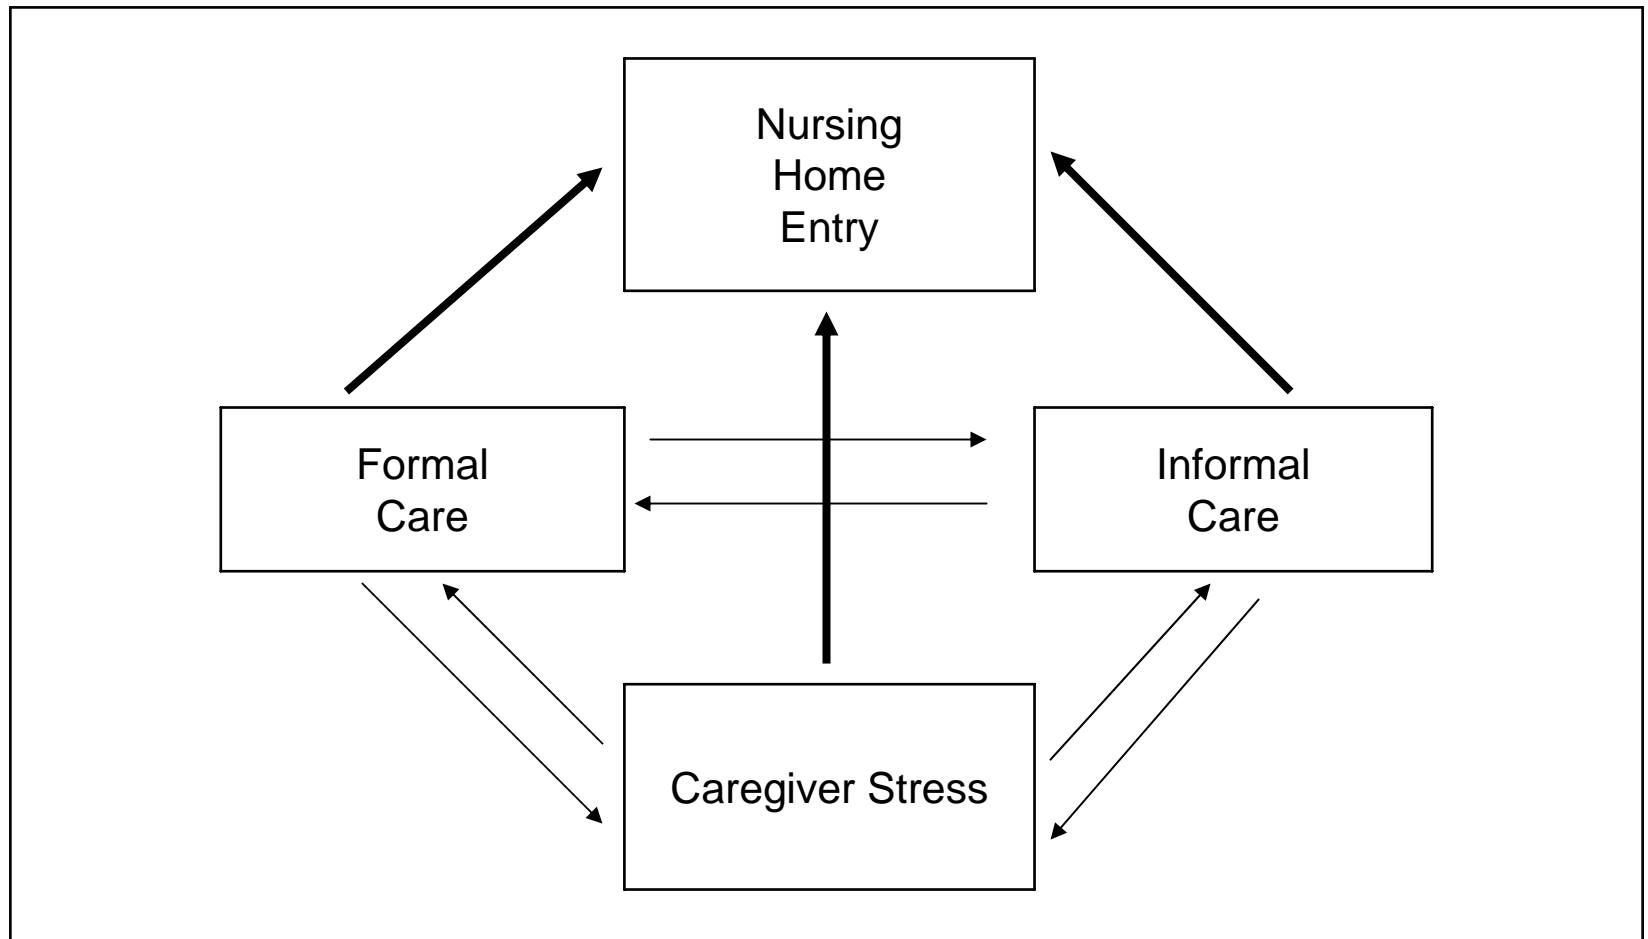 Nursing
Home
Entry
Formal
Care
Informal
Care
Caregiver Stress